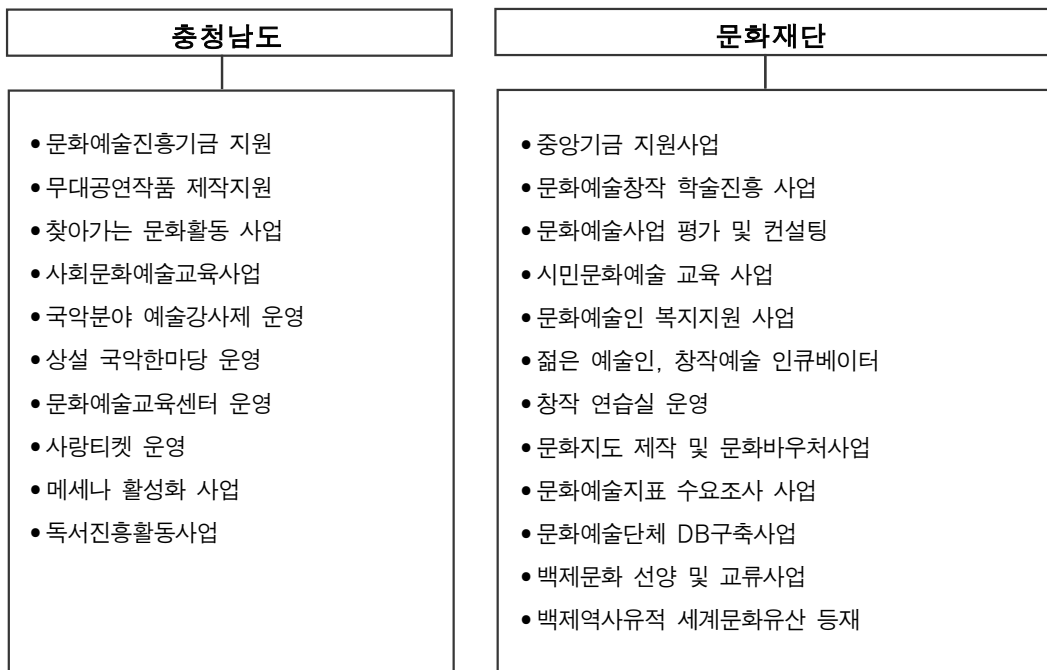 충청남도
• 문화예술진흥기금 지원
• 무대공연작품 제작지원
• 찾아가는 문화활동 사업
• 사회문화예술교육사업
• 국악분야 예술강사제 운영
• 상설 국악한마당 운영
• 문화예술교육센터 운영
• 사랑티켓 운영
• 메세나 활성화 사업
• 독서진흥활동사업
문화재단
• 중앙기금 지원사업
• 문화예술창작 학술진흥 사업
• 문화예술사업 평가 및 컨설팅
• 시민문화예술 교육 사업
• 문화예술인 복지지원 사업
• 젊은 예술인, 창작예술 인큐베이터
• 창작 연습실 운영
• 문화지도 제작 및 문화바우처사업
• 문화예술지표 수요조사 사업
• 문화예술단체 DB구축사업
• 백제문화 선양 및 교류사업
• 백제역사유적 세계문화유산 등재